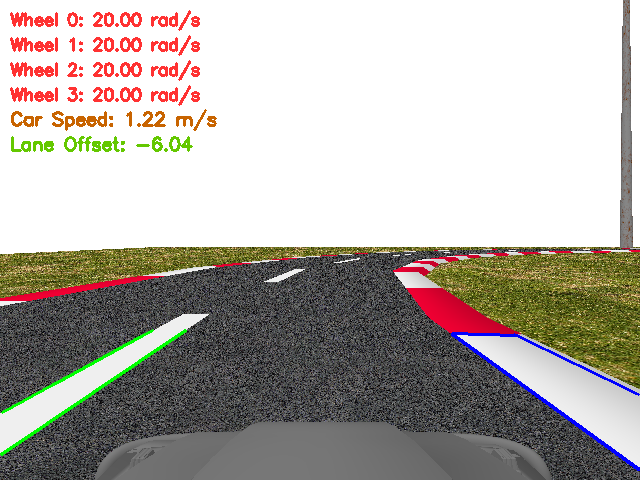 Wheel 0: 20.00 rad/s
Wheel 1: 20.00 rad/s
Wheel 2: 20.00 rad/s
Wheel 3: 20.00 rad/s
Car Speed: 1.22 m/s
Lane Offset: -6.04